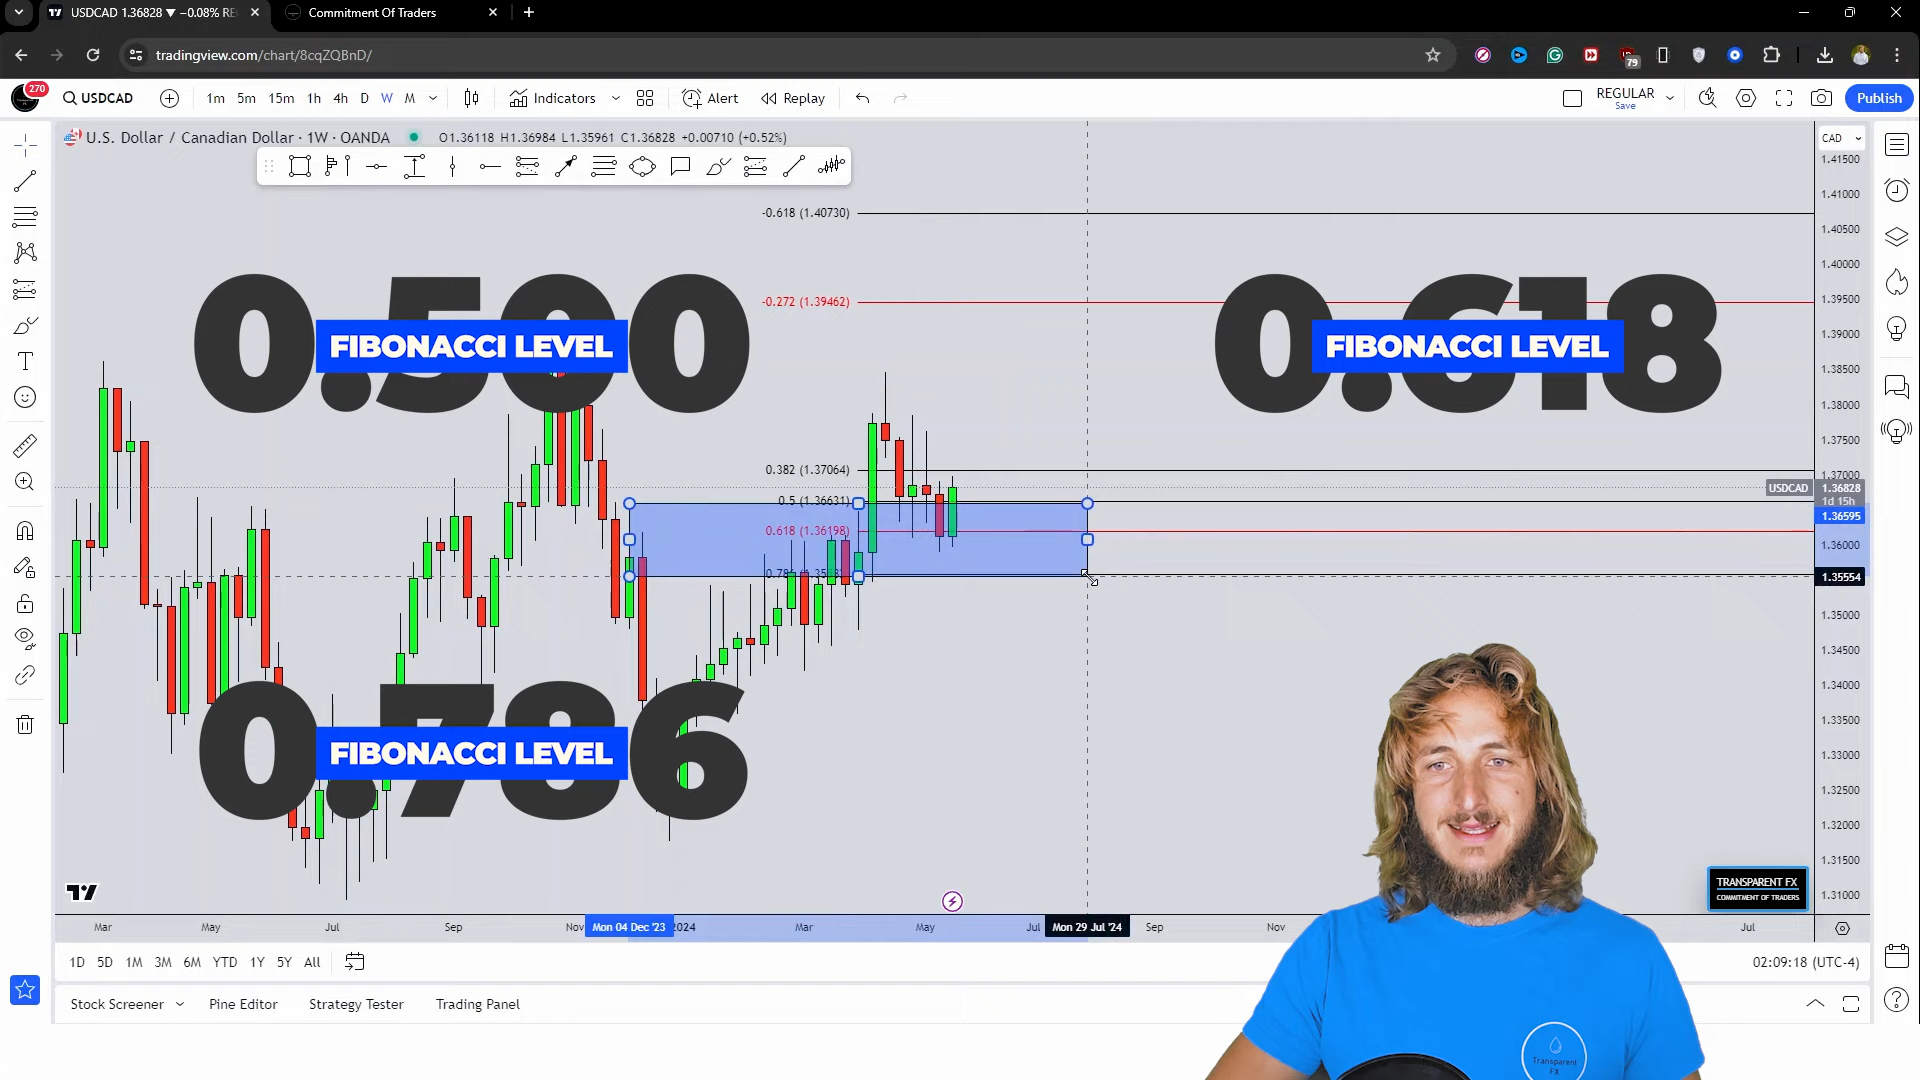 USDCAD 1.36828 ▼ −0.08% RE
Commitment Of Traders
tradingview.com/chart/8cqZQBnD/
79
270
USDCAD
1m 5m 15m 1h 4h D W M
Indicators
Alert
Replay
REGULAR
Save
Publish
U.S. Dollar / Canadian Dollar · 1W · OANDA
O1.36118 H1.36984 L1.35961 C1.36828 +0.00710 (+0.52%)
CAD
1.41500
1.41000
-0.618 (1.40730)
1.40500
1.40000
-0.272 (1.39462)
1.39500
0.500
FIBONACCI LEVEL
0.618
FIBONACCI LEVEL
1.39000
1.38500
1.38000
1.37500
0.382 (1.37064)
1.37000
USDCAD 1.36828
1d 15h
0.5 (1.36631)
1.36595
0.618 (1.36198)
1.36000
1.35554
1.35000
1.34500
1.34000
1.33500
0.786
FIBONACCI LEVEL
1.33000
1.32500
1.32000
1.31500
1.31000
TRANSPARENT FX
COMMITMENT OF TRADERS
Mar May Jul Sep Nov Mon 04 Dec '23 2024 Mar May Jul Mon 29 Jul '24 Sep Nov Jul
1D 5D 1M 3M 6M YTD 1Y 5Y All
02:09:18 (UTC-4)
Stock Screener Pine Editor Strategy Tester Trading Panel
Transparent
FX